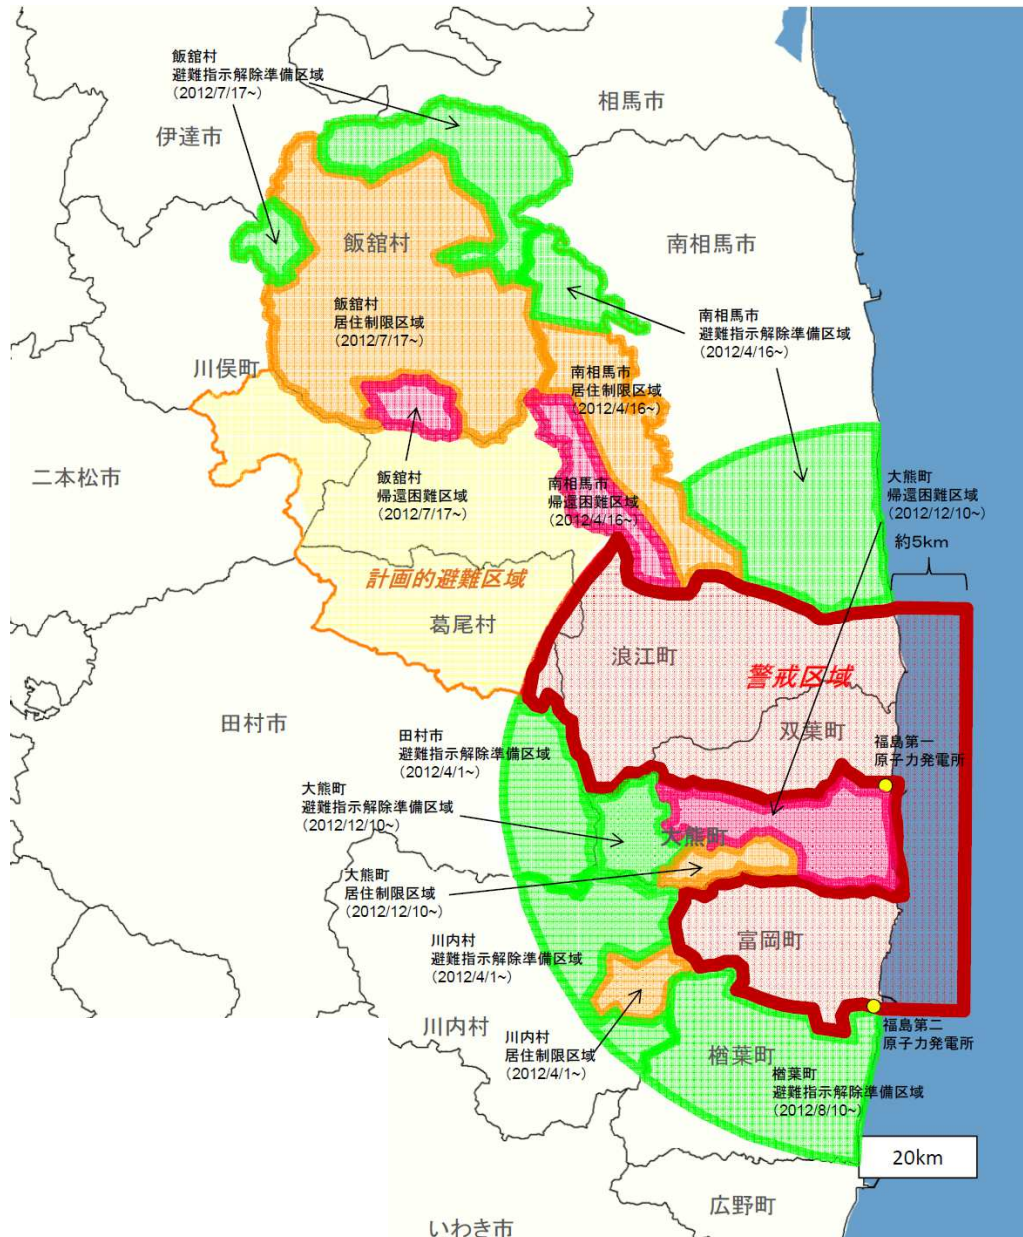 飯舘村
避難指示解除準備区域
（2012/7/17~）
相馬市
伊達市
飯舘村
南相馬市
飯舘村
居住制限区域
（2012/7/17~）
南相馬市
避難指示解除準備区域
（2012/4/16~）
川俣町
南相馬市
居住制限区域
（2012/4/16~）
二本松市
飯舘村
帰還困難区域
（2012/7/17~）
南相馬市
帰還困難区域
（2012/4/16~）
大熊町
帰還困難区域
（2012/12/10~）
約5km
計画的避難区域
葛尾村
浪江町
警戒区域
双葉町
田村市
田村市
避難指示解除準備区域
（2012/4/1~）
福島第一
原子力発電所
大熊町
避難指示解除準備区域
（2012/12/10~）
大熊町
大熊町
居住制限区域
（2012/12/10~）
川内村
避難指示解除準備区域
（2012/4/1~）
富岡町
川内村
川内村
居住制限区域
（2012/4/1~）
福島第二
原子力発電所
楢葉町
楢葉町
避難指示解除準備区域
（2012/8/10~）
20km
広野町
いわき市